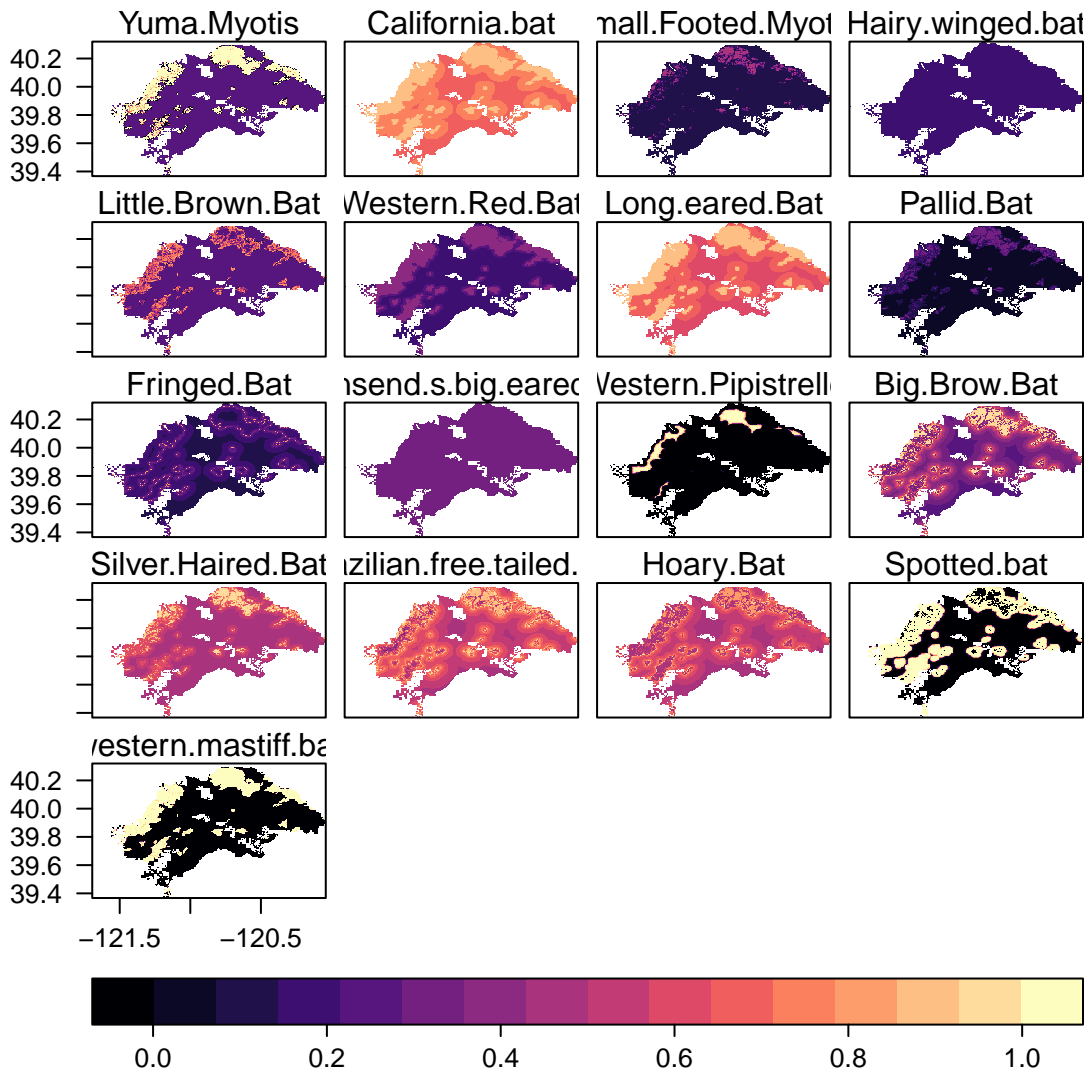 Yuma.Myotis California.bat mall.Footed.Myot Hairy.winged.bat
40.2
40.0
39.8
39.6
39.4
Little.Brown.Bat Western.Red.Bat Long.eared.Bat Pallid.Bat
Fringed.Bat nsend.s.big.eared Western.Pipistrelle Big.Brow.Bat
40.2
40.0
39.8
39.6
39.4
Silver.Haired.Bat azilian.free.tailed. Hoary.Bat Spotted.bat
western.mastiff.ba
40.2
40.0
39.8
39.6
39.4
−121.5 −120.5
0.0 0.2 0.4 0.6 0.8 1.0